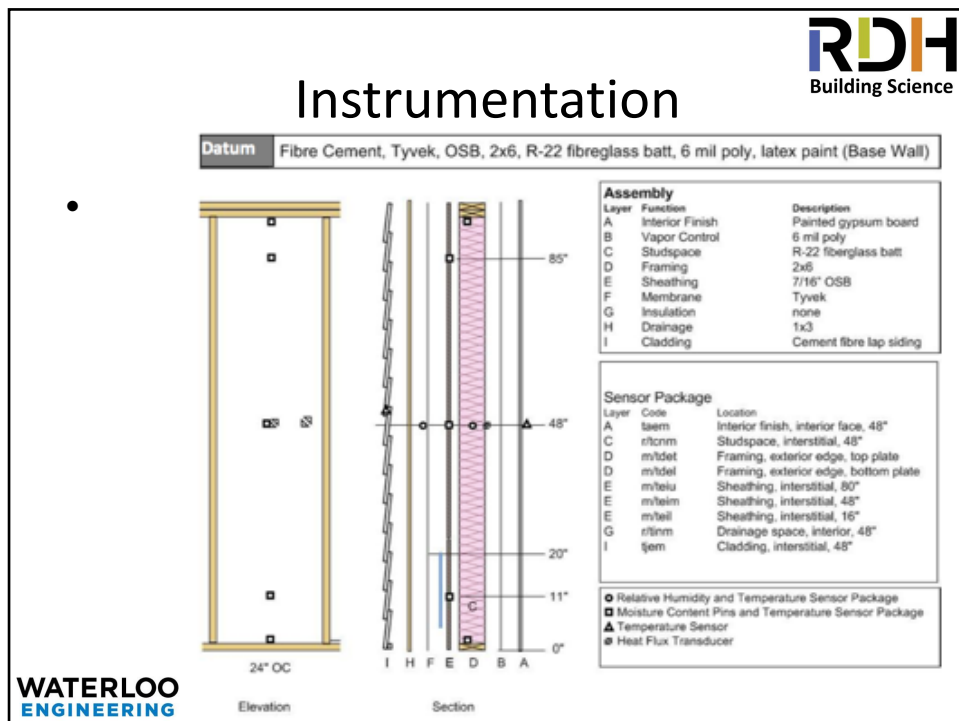 RDH
Building Science
Instrumentation
Datum Fibre Cement, Tyvek, OSB, 2x6, R-22 fibreglass batt, 6 mil poly, latex paint (Base Wall)
•
85"
48"
20"
11"
0"
C
I H F E D B A
24" OC
Elevation
Section
Assembly
Layer Function Description
A Interior Finish Painted gypsum board
B Vapor Control 6 mil poly
C Studspace R-22 fiberglass batt
D Framing 2x6
E Sheathing 7/16" OSB
F Membrane Tyvek
G Insulation none
H Drainage 1x3
I Cladding Cement fibre lap siding
Sensor Package
Layer Code Location
A taem Interior finish, interior face, 48"
C r/tcnm Studspace, interstitial, 48"
D m/tdet Framing, exterior edge, top plate
D m/tdel Framing, exterior edge, bottom plate
E m/teiu Sheathing, interstitial, 80"
E m/teim Sheathing, interstitial, 48"
E m/teil Sheathing, interstitial, 16"
G r/tinm Drainage space, interior, 48"
I tjem Cladding, interstitial, 48"
Relative Humidity and Temperature Sensor Package
Moisture Content Pins and Temperature Sensor Package
Temperature Sensor
Heat Flux Transducer
WATERLOO
ENGINEERING